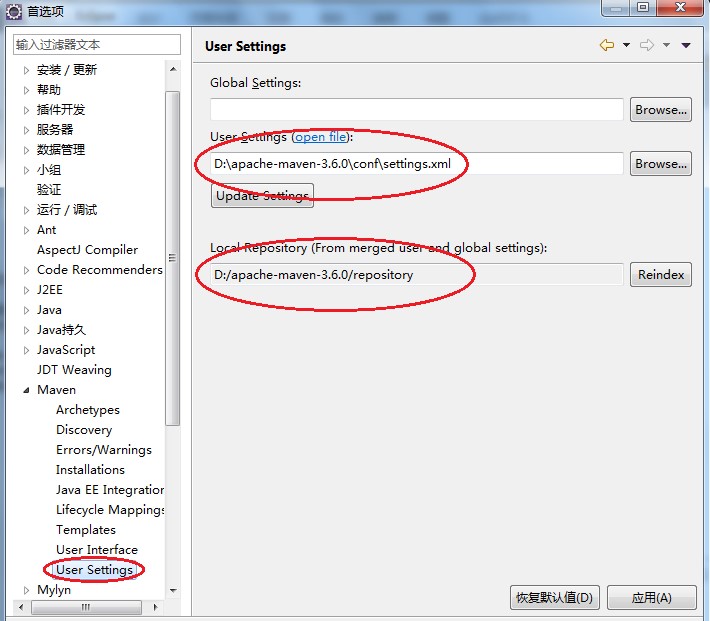 首选项
输入过滤器文本
安装 / 更新
帮助
插件开发
服务器
数据管理
小组
验证
运行 / 调试
Ant
AspectJ Compiler
Code Recommenders
J2EE
Java
Java持久
JavaScript
JDT Weaving
Maven
Archetypes
Discovery
Errors/Warnings
Installations
Java EE Integration
Lifecycle Mappings
Templates
User Interface
User Settings
Mylyn
User Settings
Global Settings:
Browse...
User Settings (open file):
D:\apache-maven-3.6.0\conf\settings.xml
Browse...
Update Settings
Local Repository (From merged user and global settings):
D:/apache-maven-3.6.0/repository
Reindex
恢复默认值(D)
应用(A)